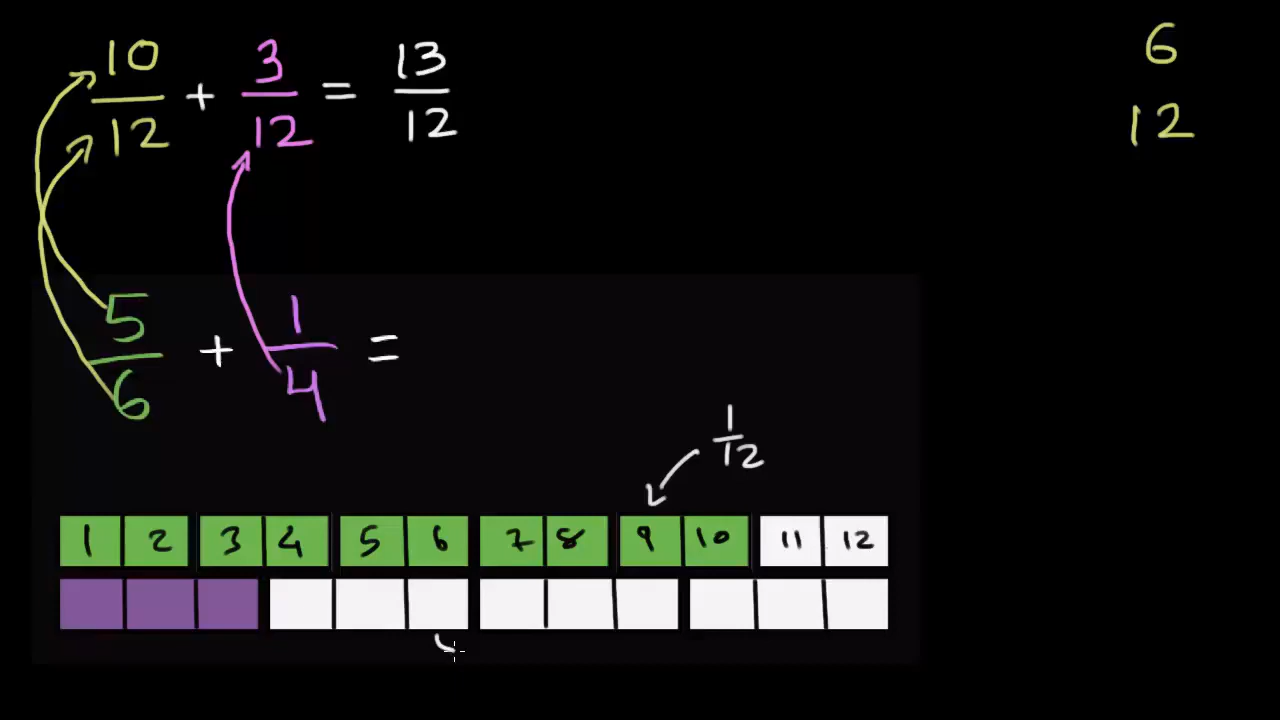 10/12 + 3/12 = 13/12
6
12
5/6 + 1/4 =
1/12
1 2 3 4 5 6 7 8 9 10 11 12